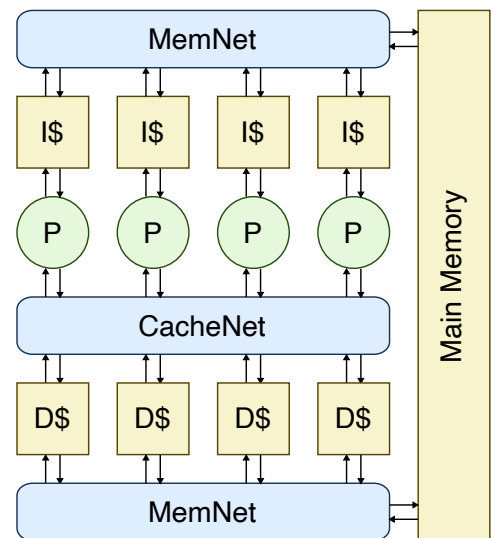 MemNet
I$ I$ I$ I$
P P P P
CacheNet
D$ D$ D$ D$
MemNet
Main Memory